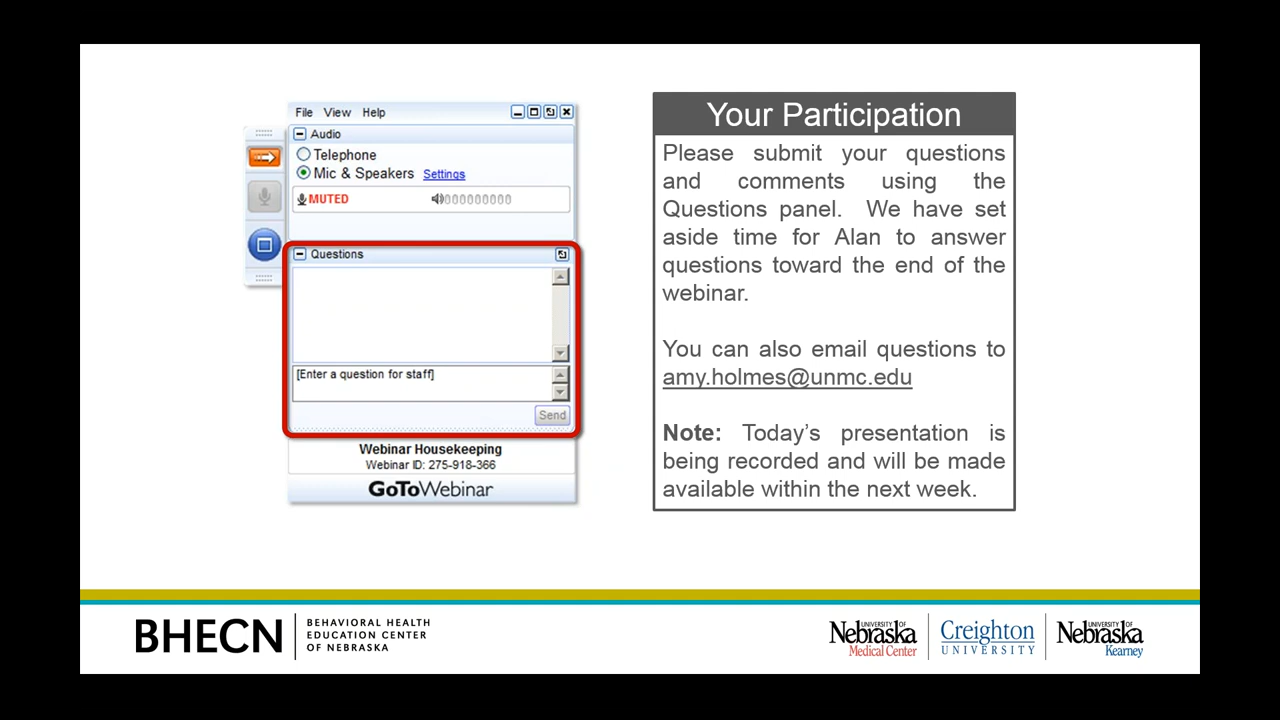 File View Help
Audio
Telephone
Mic & Speakers Settings
MUTED 000000000
Questions
[Enter a question for staff]
Send
Webinar Housekeeping
Webinar ID: 275-918-366
GoToWebinar
Your Participation
Please submit your questions
and comments using the
Questions panel. We have set
aside time for Alan to answer
questions toward the end of the
webinar.
You can also email questions to
amy.holmes@unmc.edu
Note: Today's presentation is
being recorded and will be made
available within the next week.
BHECN
BEHAVIORAL HEALTH
EDUCATION CENTER
OF NEBRASKA
UNIVERSITY OF
Nebraska
Medical Center
Creighton
UNIVERSITY
UNIVERSITY OF
Nebraska
Kearney